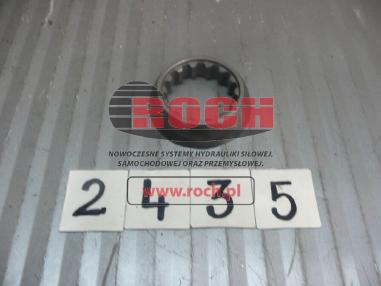 ROCH
NOWOCZESNE SYSTEMY HYDRAULIKI SIŁOWEJ,
SAMOCHODOWEJ ORAZ PRZEMYSŁOWEJ.
www.roch.pl
2 4 3 5